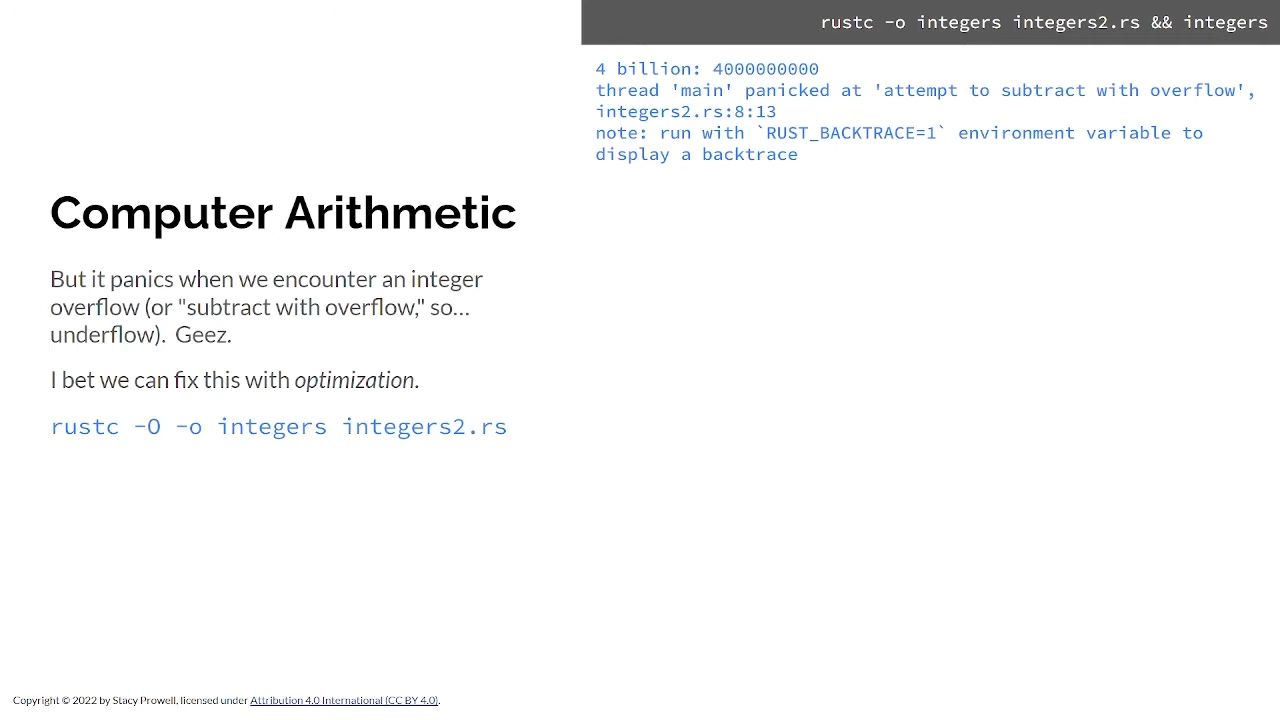 rustc -o integers integers2.rs && integers
4 billion: 4000000000
thread 'main' panicked at 'attempt to subtract with overflow',
integers2.rs:8:13
note: run with `RUST_BACKTRACE=1` environment variable to
display a backtrace
Computer Arithmetic
But it panics when we encounter an integer
overflow (or "subtract with overflow," so…
underflow).  Geez.
I bet we can fix this with optimization.
rustc -O -o integers integers2.rs
Copyright © 2022 by Stacy Prowell, licensed under Attribution 4.0 International (CC BY 4.0).